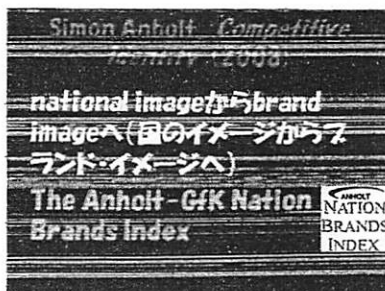 Simon Anholt Competitive
Identity (2008)
national imageからbrand
imageへ(国のイメージからブ
ランド・イメージへ)
The Anholt-GfK Nation
Brands Index
ANHOLT
NATION
BRANDS
INDEX